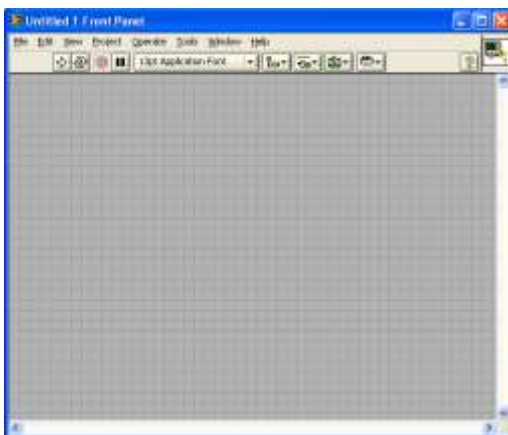 Untitled 1 Front Panel
File Edit View Project Operate Tools Window Help
13pt Application Font
?